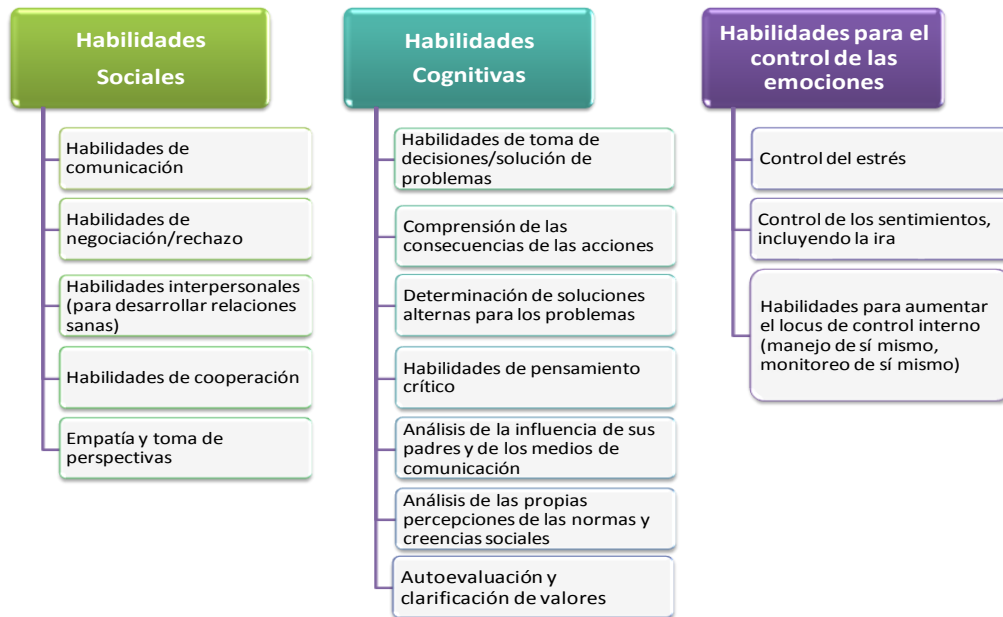 Habilidades
Sociales
Habilidades de
comunicación
Habilidades de
negociación/rechazo
Habilidades interpersonales
(para desarrollar relaciones
sanas)
Habilidades de cooperación
Empatía y toma de
perspectivas
Habilidades
Cognitivas
Habilidades de toma de
decisiones/solución de
problemas
Comprensión de las
consecuencias de las acciones
Determinación de soluciones
alternas para los problemas
Habilidades de pensamiento
crítico
Análisis de la influencia de sus
padres y de los medios de
comunicación
Análisis de las propias
percepciones de las normas y
creencias sociales
Autoevaluación y
clarificación de valores
Habilidades para el
control de las
emociones
Control del estrés
Control de los sentimientos,
incluyendo la ira
Habilidades para aumentar
el locus de control interno
(manejo de sí mismo,
monitoreo de sí mismo)